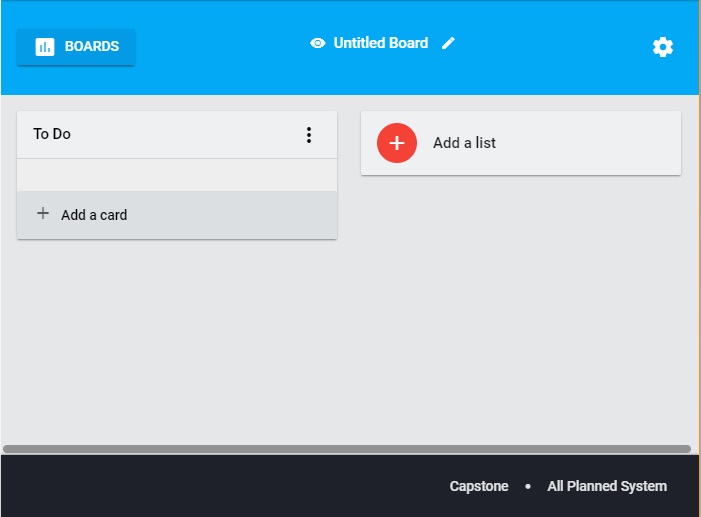 BOARDS
Untitled Board
To Do
Add a list
Add a card
Capstone • All Planned System